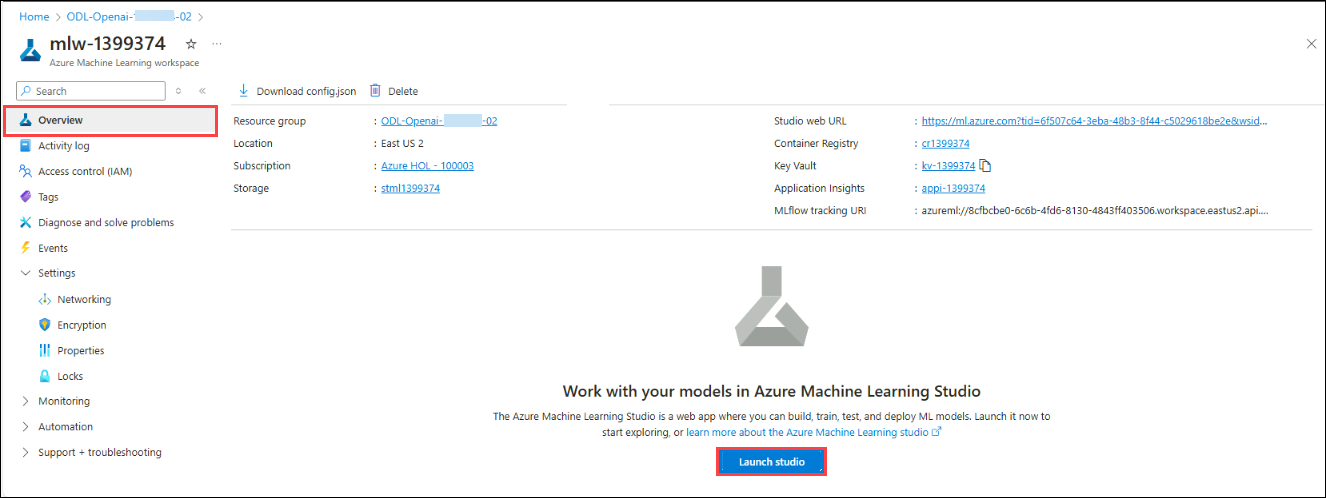 Home > ODL-Openai- -02 >
mlw-1399374
Azure Machine Learning workspace
Search
Overview
Activity log
Access control (IAM)
Tags
Diagnose and solve problems
Events
Settings
Networking
Encryption
Properties
Locks
Monitoring
Automation
Support + troubleshooting
Download config.json Delete
Resource group : ODL-Openai- -02
Location : East US 2
Subscription : Azure HOL - 100003
Storage : stml1399374
Studio web URL : https://ml.azure.com?tid=6f507c64-3eba-48b3-8f44-c5029618be2e&wsid...
Container Registry : cr1399374
Key Vault : kv-1399374
Application Insights : appi-1399374
MLflow tracking URI : azureml://8cfbcbe0-6c6b-4fd6-8130-4843ff403506.workspace.eastus2.api....
Work with your models in Azure Machine Learning Studio
The Azure Machine Learning Studio is a web app where you can build, train, test, and deploy ML models. Launch it now to
start exploring, or learn more about the Azure Machine Learning studio
Launch studio